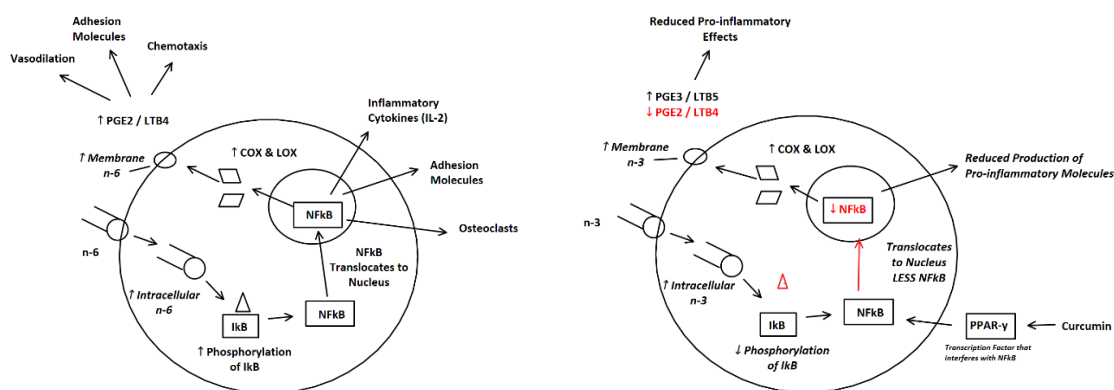 Adhesion
Molecules
Vasodilation
Chemotaxis
↑ PGE2 / LTB4
Inflammatory
Cytokines (IL-2)
↑ Membrane
n-6
↑ COX & LOX
Adhesion
Molecules
NFkB
Osteoclasts
n-6
NFkB
Translocates to
Nucleus
↑ Intracellular
n-6
IkB
NFkB
↑ Phosphorylation
of IkB
Reduced Pro-inflammatory
Effects
↑ PGE3 / LTB5
↓ PGE2 / LTB4
↑ Membrane
n-3
↑ COX & LOX
Reduced Production of
Pro-inflammatory Molecules
↓ NFkB
n-3
Translocates
to Nucleus
LESS NFkB
↑ Intracellular
n-3
IkB
NFkB
PPAR-γ
Curcumin
Transcription Factor that
interferes with NFkB
↓ Phosphorylation
of IkB